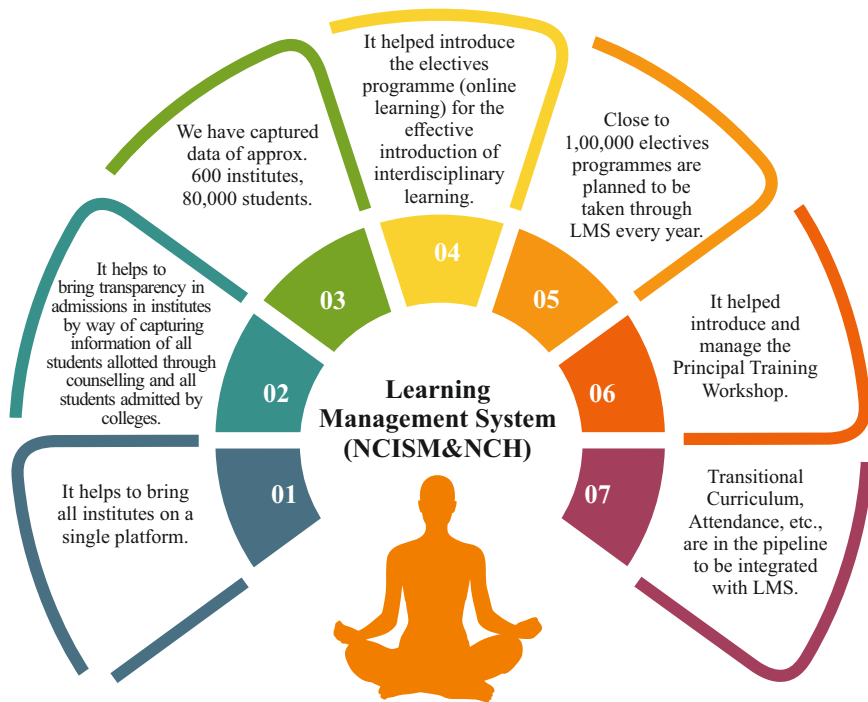 01
It helps to bring
all institutes on a
single platform.
02
It helps to
bring transparency in
admissions in institutes
by way of capturing
information of all
students allotted through
counselling and all
students admitted by
colleges.
03
We have captured
data of approx.
600 institutes,
80,000 students.
04
It helped introduce
the electives
programme (online
learning) for the
effective
introduction of
interdisciplinary
learning.
05
Close to
1,00,000 electives
programmes are
planned to be
taken through
LMS every year.
06
It helped
introduce and
manage the
Principal Training
Workshop.
07
Transitional
Curriculum,
Attendance, etc.,
are in the pipeline
to be integrated
with LMS.
Learning
Management System
(NCISM&NCH)